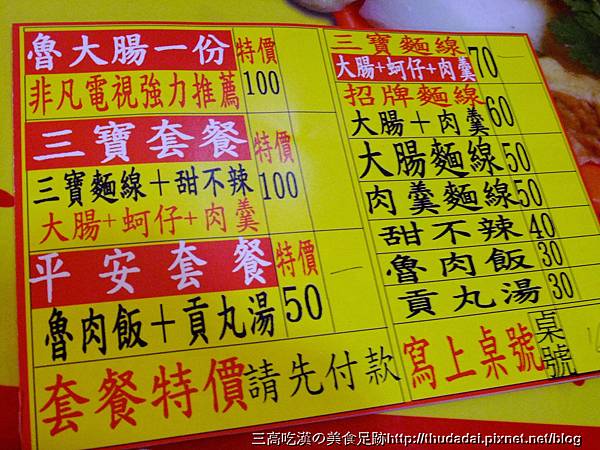 魯大腸一份 特價
非凡電視強力推薦 100
三寶套餐 特價
三寶麵線+甜不辣 100
大腸+蚵仔+肉羹
平安套餐 特價
魯肉飯+貢丸湯 50
套餐特價請先付款
三寶麵線 70
大腸+蚵仔+肉羹
招牌麵線 60
大腸+肉羹
大腸麵線 50
肉羹麵線 50
甜不辣 40
魯肉飯 30
貢丸湯 30
寫上桌號 桌號
三高吃漢の美食足跡http://thudadai.pixnet.net/blog